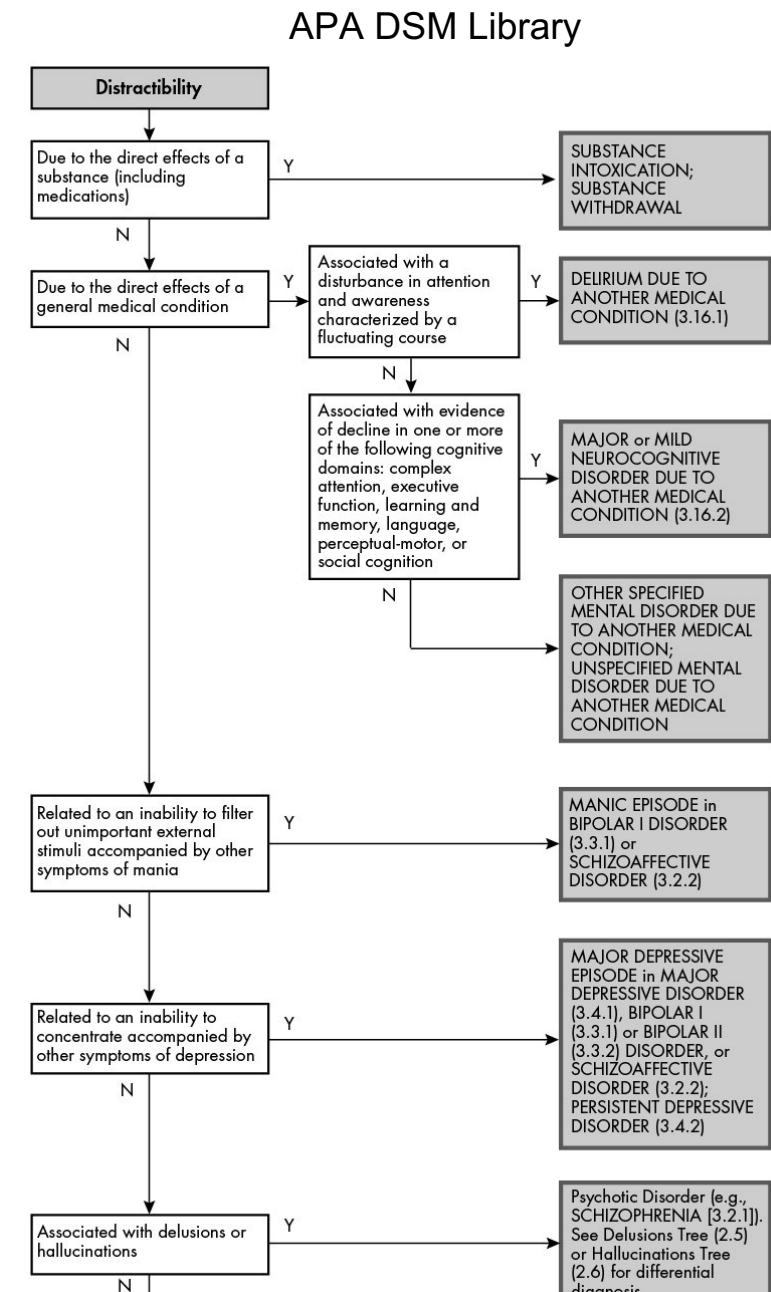 APA DSM Library
Distractibility
Due to the direct effects of a
substance (including
medications)
Y
SUBSTANCE
INTOXICATION;
SUBSTANCE
WITHDRAWAL
N
Due to the direct effects of a
general medical condition
Y
Associated with a
disturbance in attention
and awareness
characterized by a
fluctuating course
Y
DELIRIUM DUE TO
ANOTHER MEDICAL
CONDITION (3.16.1)
N
N
Associated with evidence
of decline in one or more
of the following cognitive
domains: complex
attention, executive
function, learning and
memory, language,
perceptual-motor, or
social cognition
Y
MAJOR or MILD
NEUROCOGNITIVE
DISORDER DUE TO
ANOTHER MEDICAL
CONDITION (3.16.2)
N
OTHER SPECIFIED
MENTAL DISORDER DUE
TO ANOTHER MEDICAL
CONDITION;
UNSPECIFIED MENTAL
DISORDER DUE TO
ANOTHER MEDICAL
CONDITION
Related to an inability to filter
out unimportant external
stimuli accompanied by other
symptoms of mania
Y
MANIC EPISODE in
BIPOLAR I DISORDER
(3.3.1) or
SCHIZOAFFECTIVE
DISORDER (3.2.2)
N
Related to an inability to
concentrate accompanied by
other symptoms of depression
Y
MAJOR DEPRESSIVE
EPISODE in MAJOR
DEPRESSIVE DISORDER
(3.4.1), BIPOLAR I
(3.3.1) or BIPOLAR II
(3.3.2) DISORDER, or
SCHIZOAFFECTIVE
DISORDER (3.2.2);
PERSISTENT DEPRESSIVE
DISORDER (3.4.2)
N
Associated with delusions or
hallucinations
Y
Psychotic Disorder (e.g.,
SCHIZOPHRENIA [3.2.1]).
See Delusions Tree (2.5)
or Hallucinations Tree
(2.6) for differential
diagnosis
N